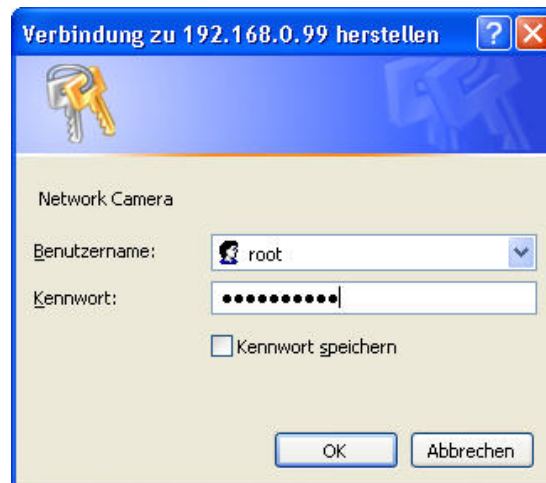 Verbindung zu 192.168.0.99 herstellen
Network Camera
Benutzername: root
Kennwort: ●●●●●●●●●●
Kennwort speichern
OK Abbrechen